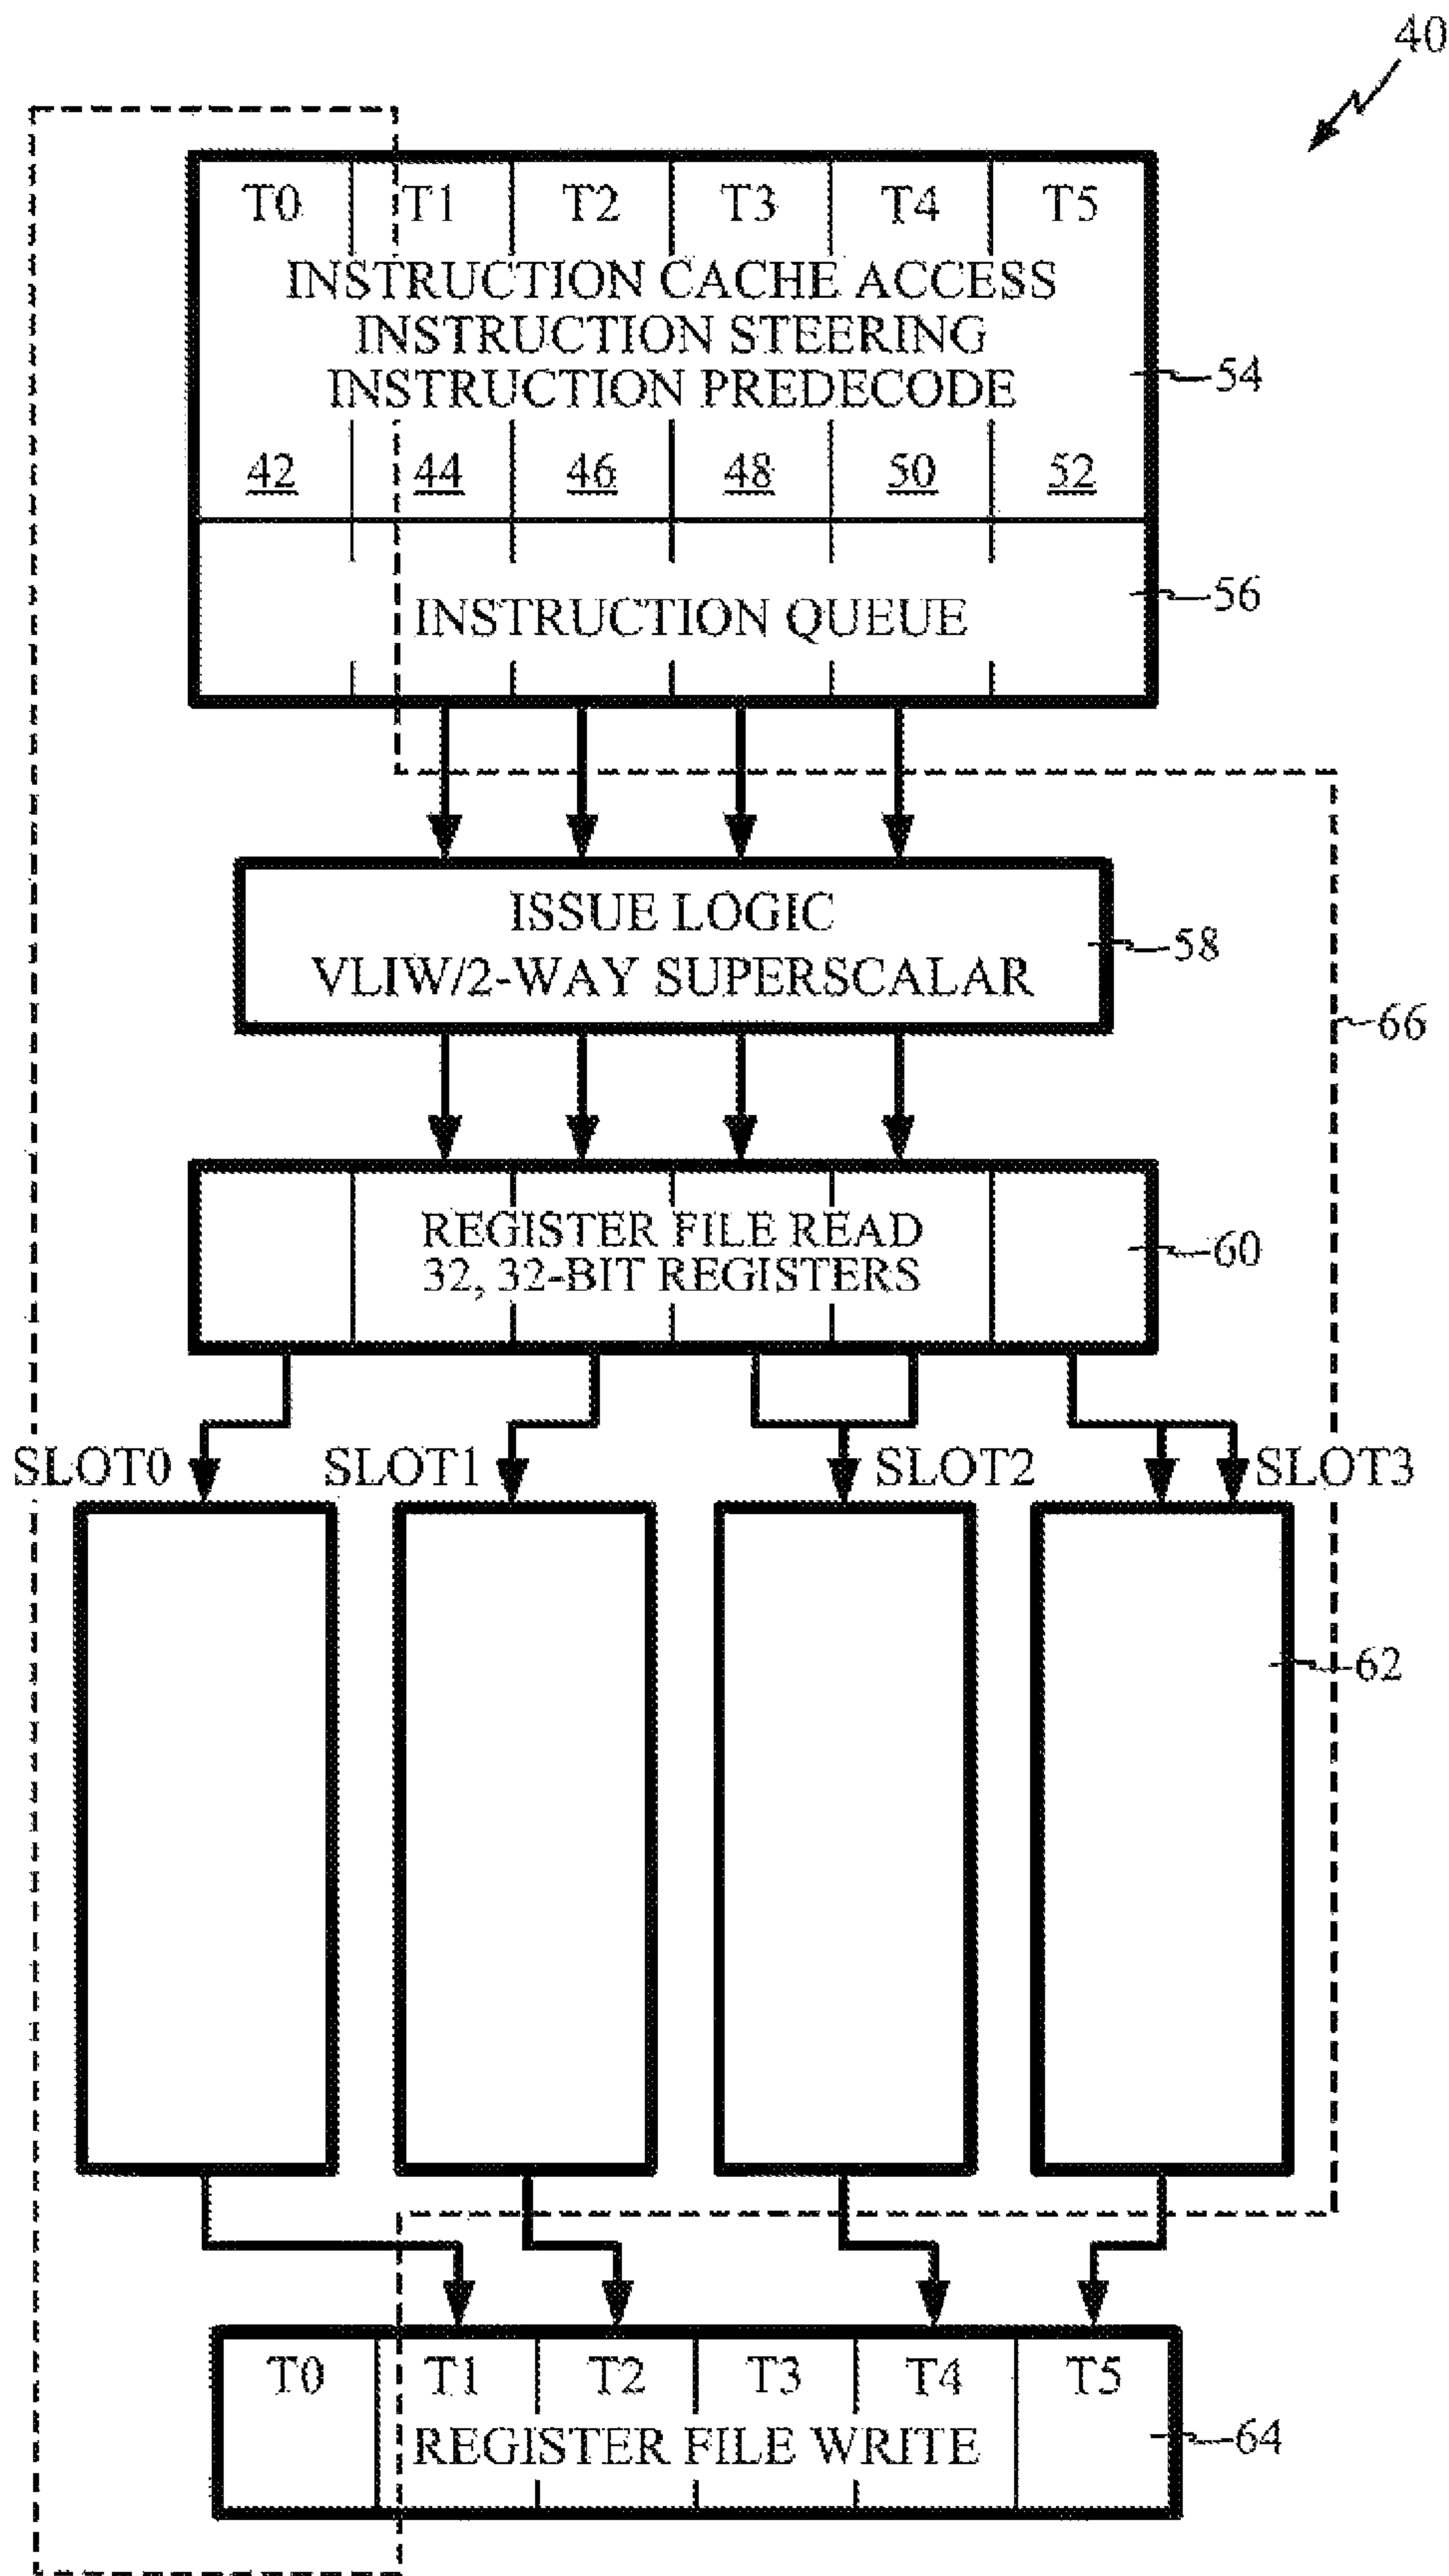 40
T0 T1 T2 T3 T4 T5
INSTRUCTION CACHE ACCESS
INSTRUCTION STEERING
INSTRUCTION PREDECODE
54
42 44 46 48 50 52
INSTRUCTION QUEUE
56
ISSUE LOGIC
VLIW/2-WAY SUPERSCALAR
58
66
REGISTER FILE READ
32, 32-BIT REGISTERS
60
SLOT0 SLOT1 SLOT2 SLOT3
62
T0 T1 T2 T3 T4 T5
REGISTER FILE WRITE
64